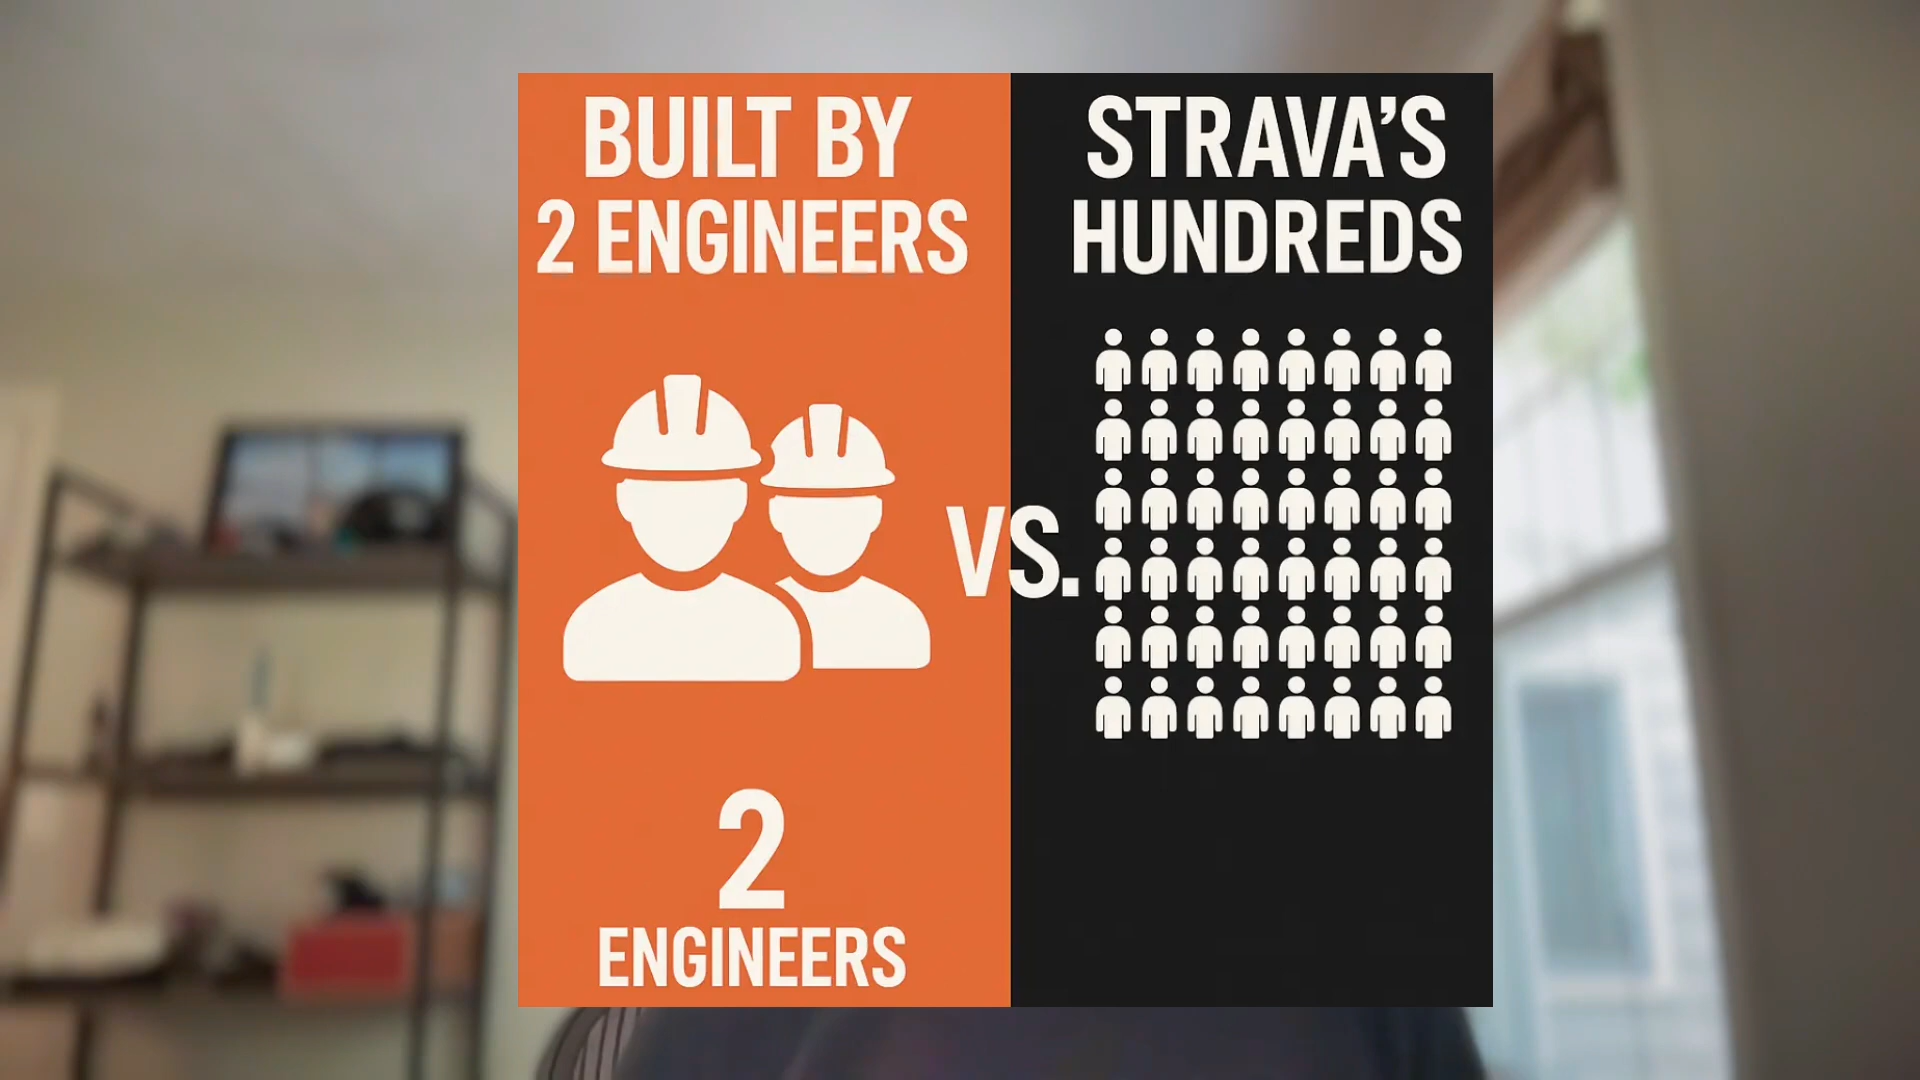 BUILT BY
2 ENGINEERS
STRAVA'S
HUNDREDS
VS.
2
ENGINEERS